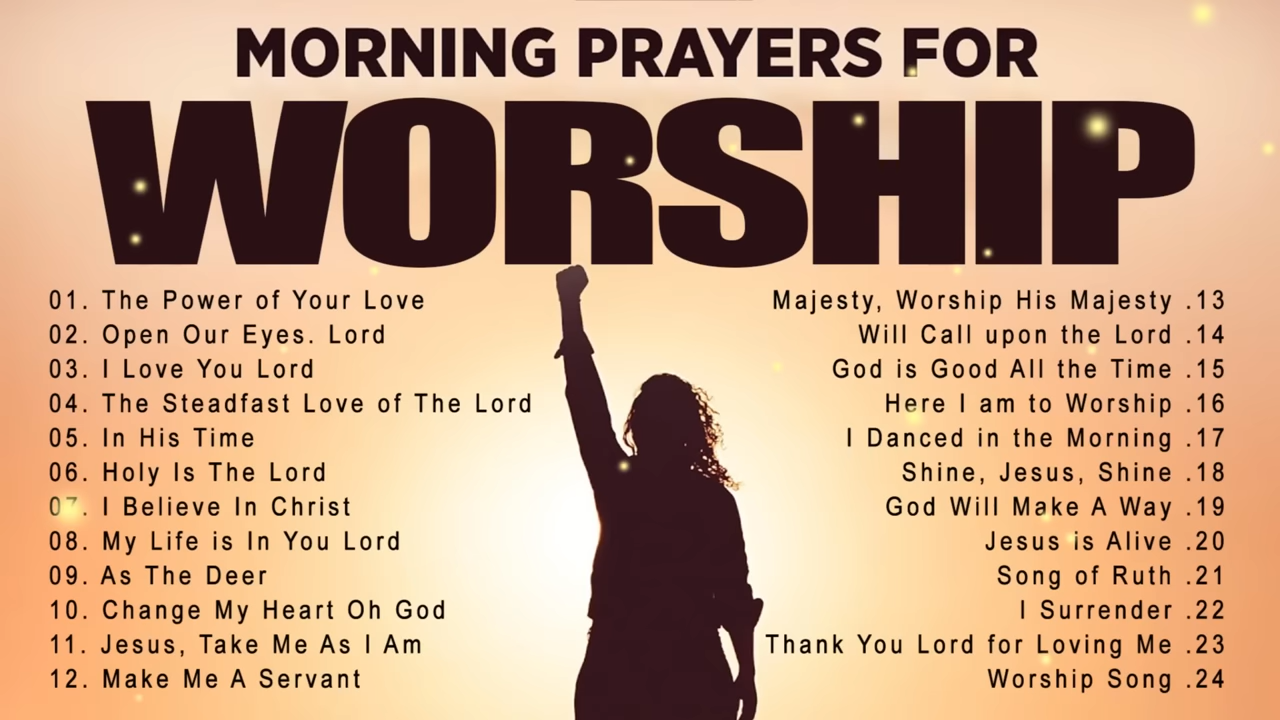 MORNING PRAYERS FOR
WORSHIP
01. The Power of Your Love
02. Open Our Eyes. Lord
03. I Love You Lord
04. The Steadfast Love of The Lord
05. In His Time
06. Holy Is The Lord
07. I Believe In Christ
08. My Life is In You Lord
09. As The Deer
10. Change My Heart Oh God
11. Jesus, Take Me As I Am
12. Make Me A Servant
Majesty, Worship His Majesty .13
Will Call upon the Lord .14
God is Good All the Time .15
Here I am to Worship .16
I Danced in the Morning .17
Shine, Jesus, Shine .18
God Will Make A Way .19
Jesus is Alive .20
Song of Ruth .21
I Surrender .22
Thank You Lord for Loving Me .23
Worship Song .24